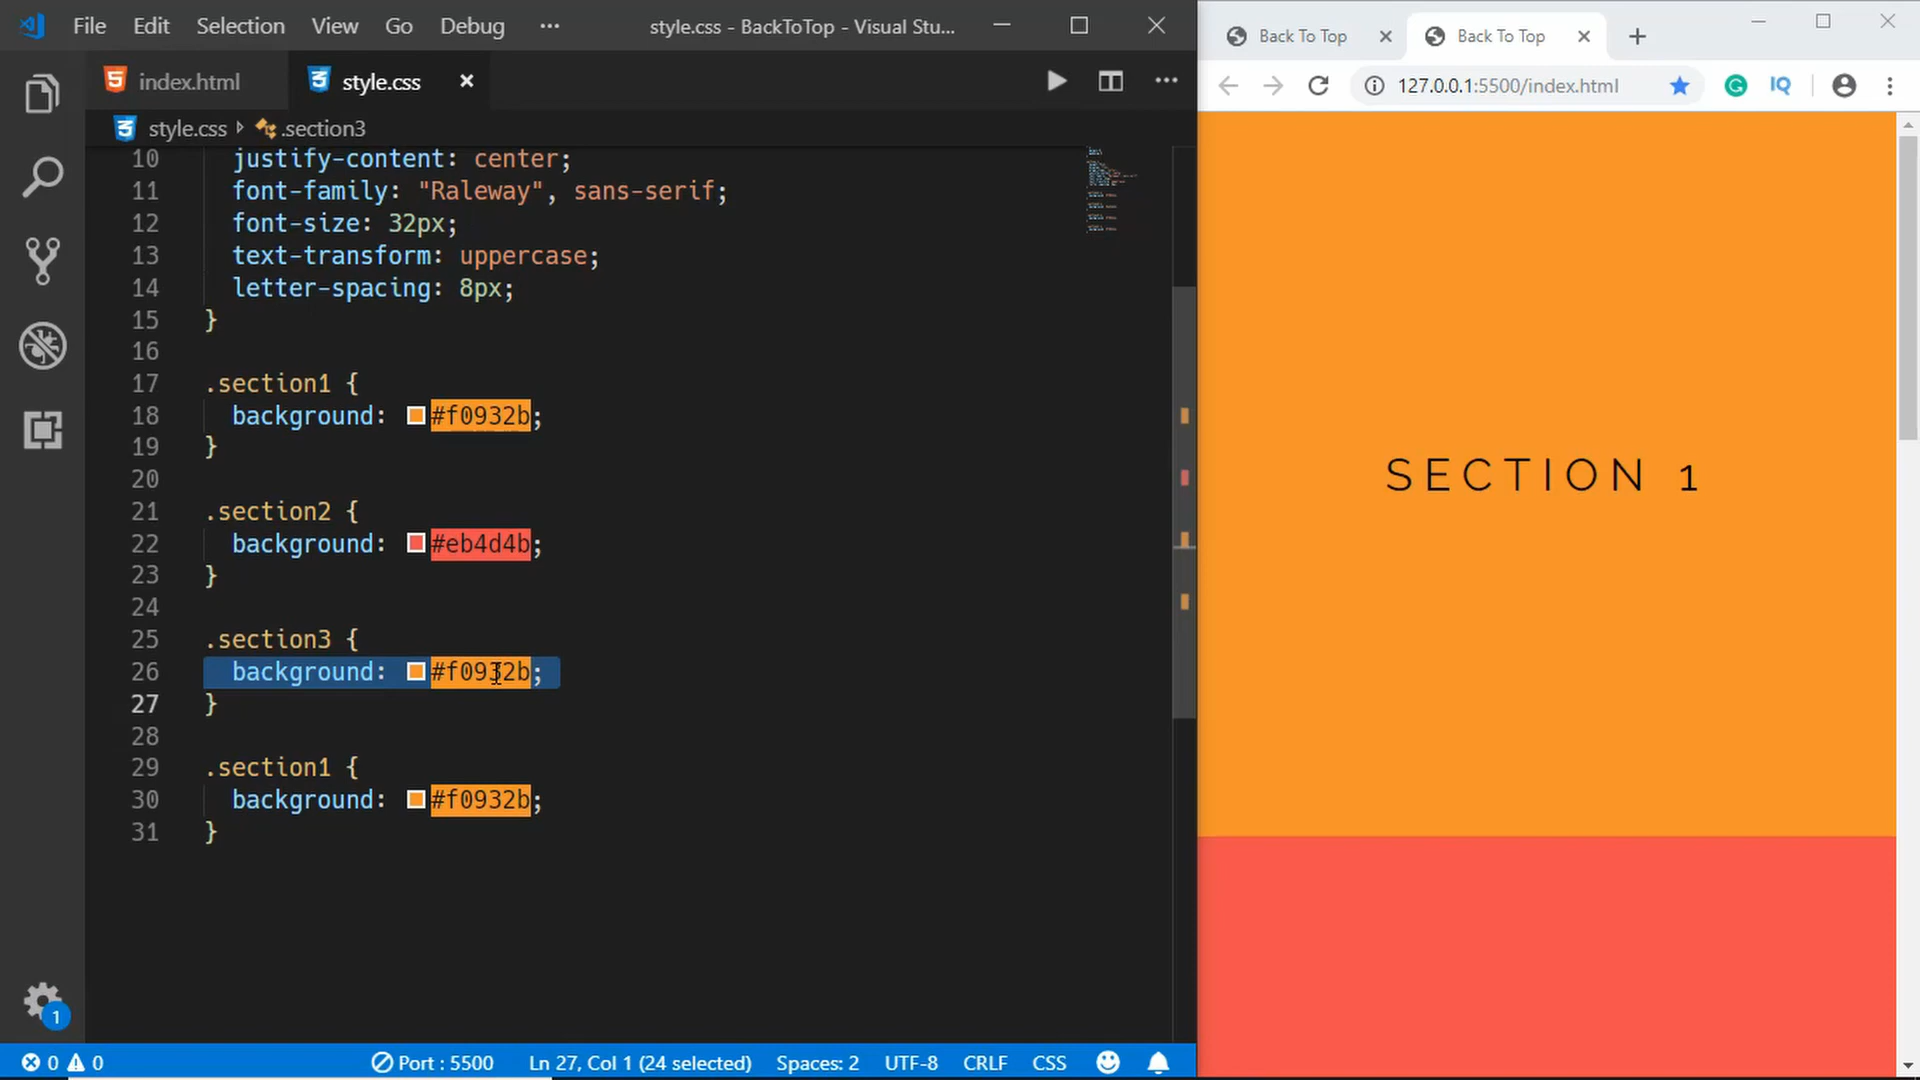 File Edit Selection View Go Debug ··· style.css - BackToTop - Visual Stu...
index.html style.css
style.css .section3
10 justify-content: center;
11 font-family: "Raleway", sans-serif;
12 font-size: 32px;
13 text-transform: uppercase;
14 letter-spacing: 8px;
15 }
16
17 .section1 {
18 background: #f0932b;
19 }
20
21 .section2 {
22 background: #eb4d4b;
23 }
24
25 .section3 {
26 background: #f0932b;
27 }
28
29 .section1 {
30 background: #f0932b;
31 }
1
0 0 Port : 5500 Ln 27, Col 1 (24 selected) Spaces: 2 UTF-8 CRLF CSS
Back To Top Back To Top
127.0.0.1:5500/index.html IQ
SECTION 1